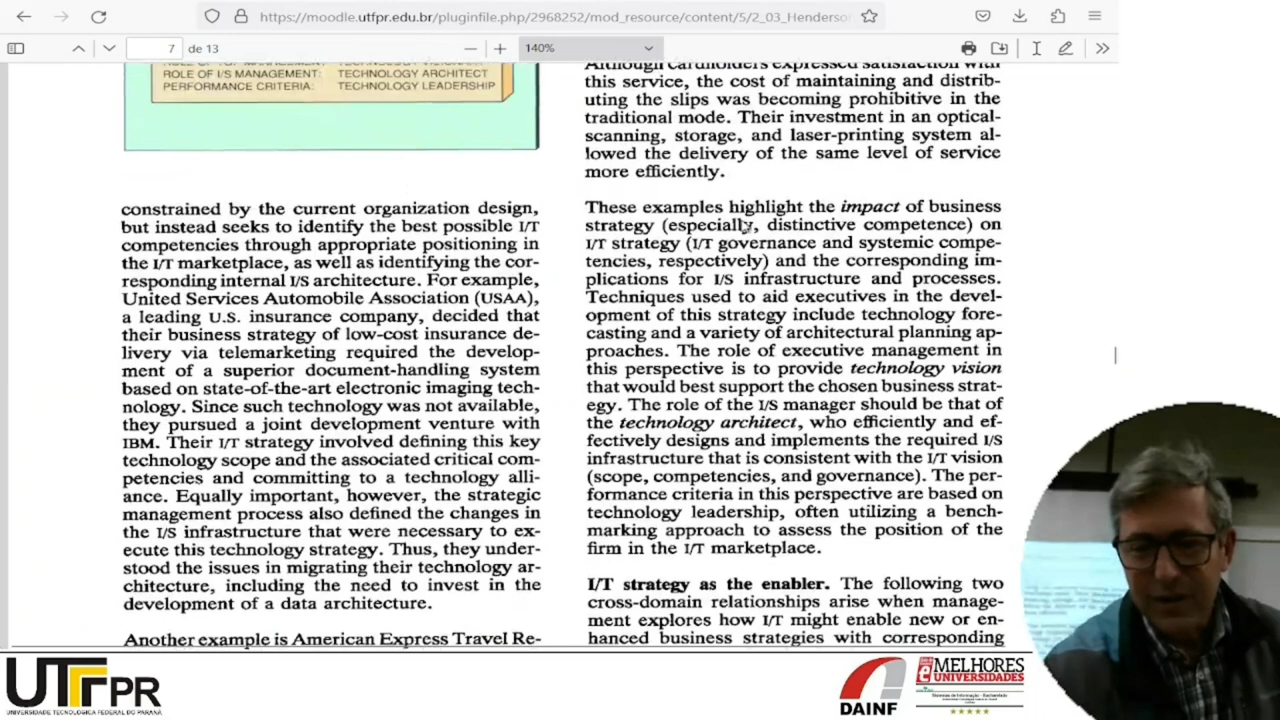 https://moodle.utfpr.edu.br/pluginfile.php/2968252/mod_resource/content/5/2_03_Henderso
7 de 13
140%
ROLE OF I/S MANAGEMENT: TECHNOLOGY ARCHITECT
PERFORMANCE CRITERIA: TECHNOLOGY LEADERSHIP
constrained by the current organization design,
but instead seeks to identify the best possible I/T
competencies through appropriate positioning in
the I/T marketplace, as well as identifying the cor-
responding internal I/S architecture. For example,
United Services Automobile Association (USAA),
a leading U.S. insurance company, decided that
their business strategy of low-cost insurance de-
livery via telemarketing required the develop-
ment of a superior document-handling system
based on state-of-the-art electronic imaging tech-
nology. Since such technology was not available,
they pursued a joint development venture with
IBM. Their I/T strategy involved defining this key
technology scope and the associated critical com-
petencies and committing to a technology alli-
ance. Equally important, however, the strategic
management process also defined the changes in
the I/S infrastructure that were necessary to ex-
ecute this technology strategy. Thus, they under-
stood the issues in migrating their technology ar-
chitecture, including the need to invest in the
development of a data architecture.
Another example is American Express Travel Re-
Although cardholders expressed satisfaction with
this service, the cost of maintaining and distrib-
uting the slips was becoming prohibitive in the
traditional mode. Their investment in an optical-
scanning, storage, and laser-printing system al-
lowed the delivery of the same level of service
more efficiently.
These examples highlight the impact of business
strategy (especially, distinctive competence) on
I/T strategy (I/T governance and systemic compe-
tencies, respectively) and the corresponding im-
plications for I/S infrastructure and processes.
Techniques used to aid executives in the devel-
opment of this strategy include technology fore-
casting and a variety of architectural planning ap-
proaches. The role of executive management in
this perspective is to provide technology vision
that would best support the chosen business strat-
egy. The role of the I/S manager should be that of
the technology architect, who efficiently and ef-
fectively designs and implements the required I/S
infrastructure that is consistent with the I/T vision
(scope, competencies, and governance). The per-
formance criteria in this perspective are based on
technology leadership, often utilizing a bench-
marking approach to assess the position of the
firm in the I/T marketplace.
I/T strategy as the enabler. The following two
cross-domain relationships arise when manage-
ment explores how I/T might enable new or en-
hanced business strategies with corresponding
UTFPR
UNIVERSIDADE TECNOLÓGICA FEDERAL DO PARANÁ
DAINF
MELHORES
UNIVERSIDADES